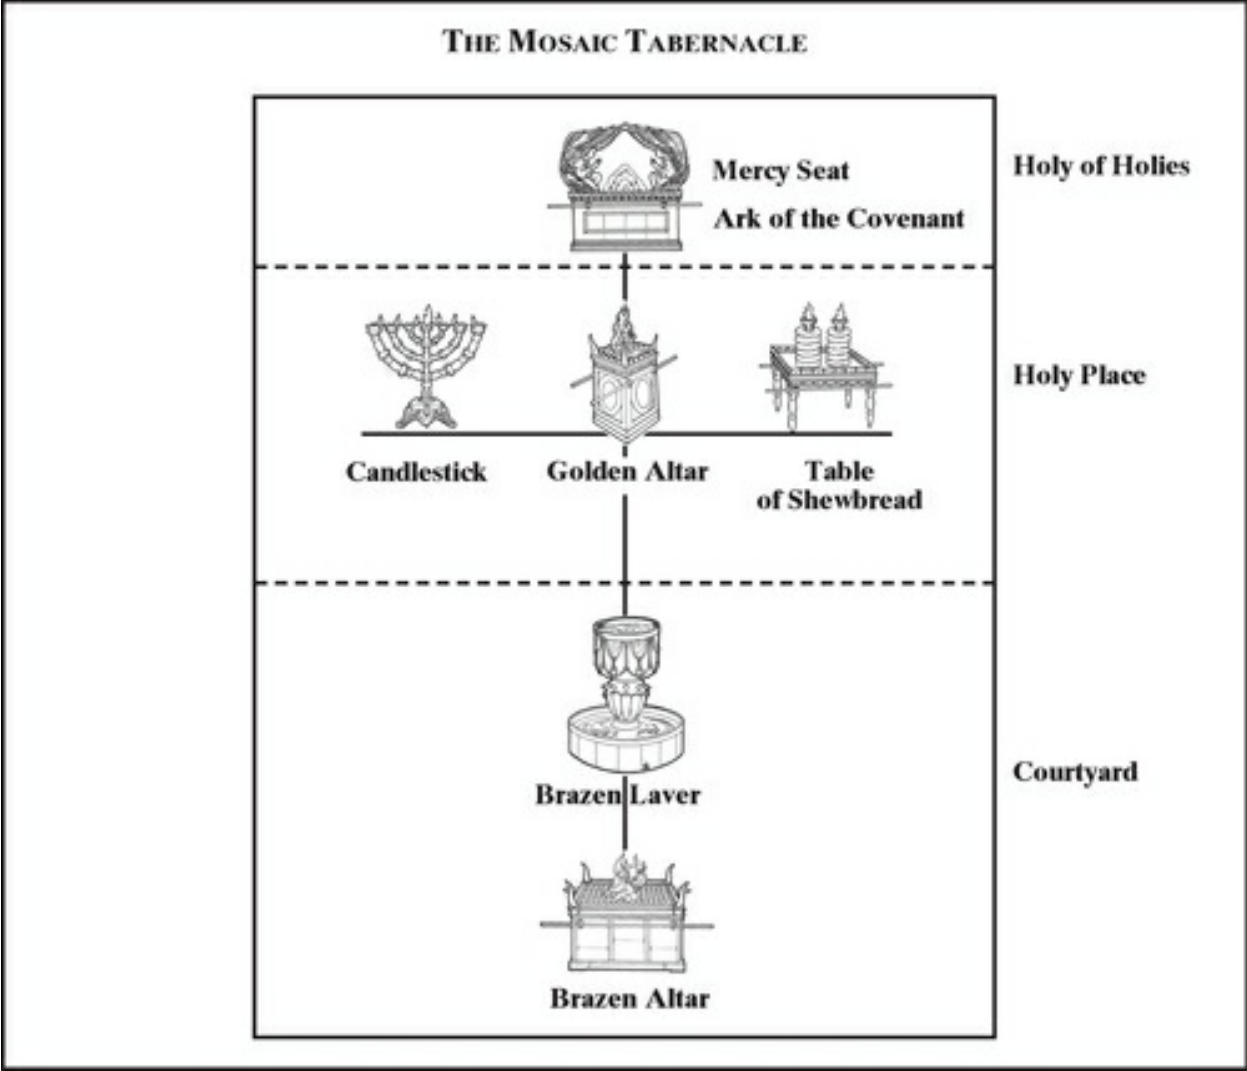 THE MOSAIC TABERNACLE
Mercy Seat
Ark of the Covenant
Holy of Holies
Candlestick
Golden Altar
Table
of Shewbread
Holy Place
Brazen Laver
Brazen Altar
Courtyard